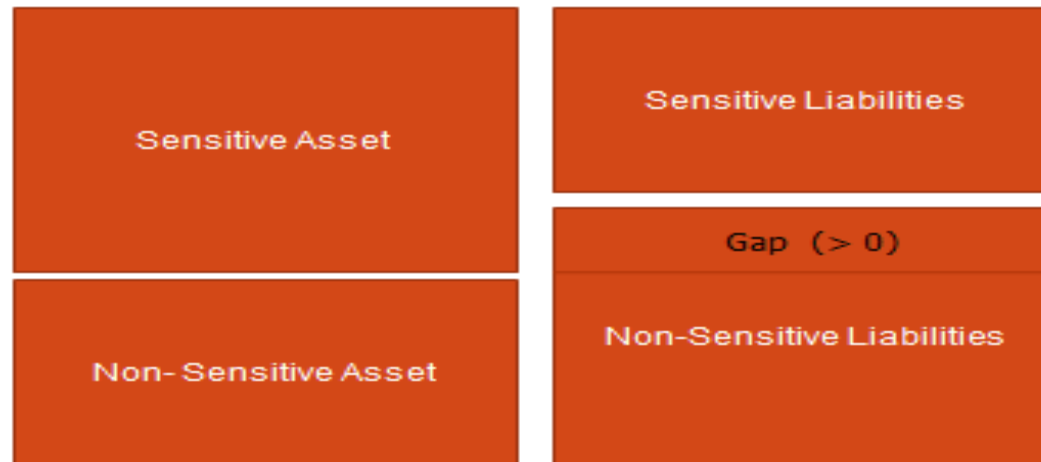 Sensitive Asset
Sensitive Liabilities
Gap (> 0)
Non-Sensitive Liabilities
Non- Sensitive Asset